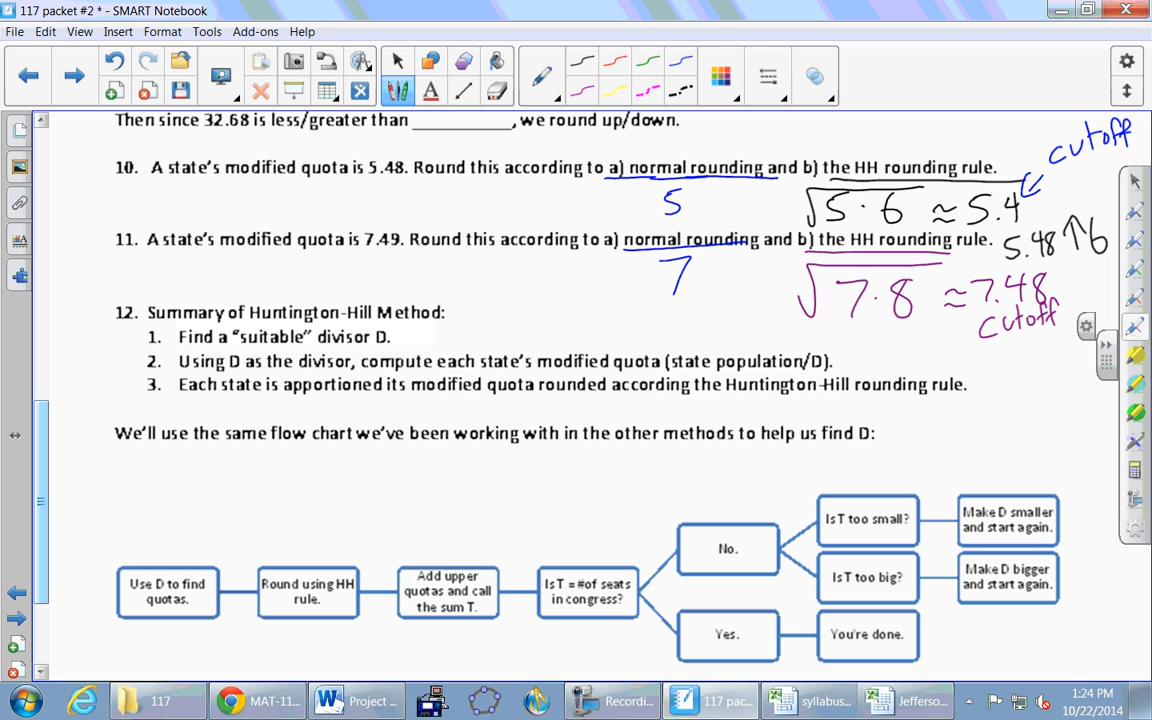 117 packet #2 * - SMART Notebook
File Edit View Insert Format Tools Add-ons Help
Then since 32.68 is less/greater than __________, we round up/down.
cutoff
10. A state's modified quota is 5.48. Round this according to a) normal rounding and b) the HH rounding rule.
5 √5·6 ≈ 5.4
11. A state's modified quota is 7.49. Round this according to a) normal rounding and b) the HH rounding rule.
5.48 ↑ 6
7 √7·8 ≈ 7.48
cutoff
12. Summary of Huntington-Hill Method:
1. Find a "suitable" divisor D.
2. Using D as the divisor, compute each state's modified quota (state population/D).
3. Each state is apportioned its modified quota rounded according the Huntington-Hill rounding rule.
We'll use the same flow chart we've been working with in the other methods to help us find D:
Use D to find
quotas.
Round using HH
rule.
Add upper
quotas and call
the sum T.
Is T = # of seats
in congress?
No.
Is T too small?
Make D smaller
and start again.
Is T too big?
Make D bigger
and start again.
Yes.
You're done.
117
MAT-11...
Project ...
Recordi...
117 pac...
syllabus...
Jefferso...
1:24 PM
10/22/2014